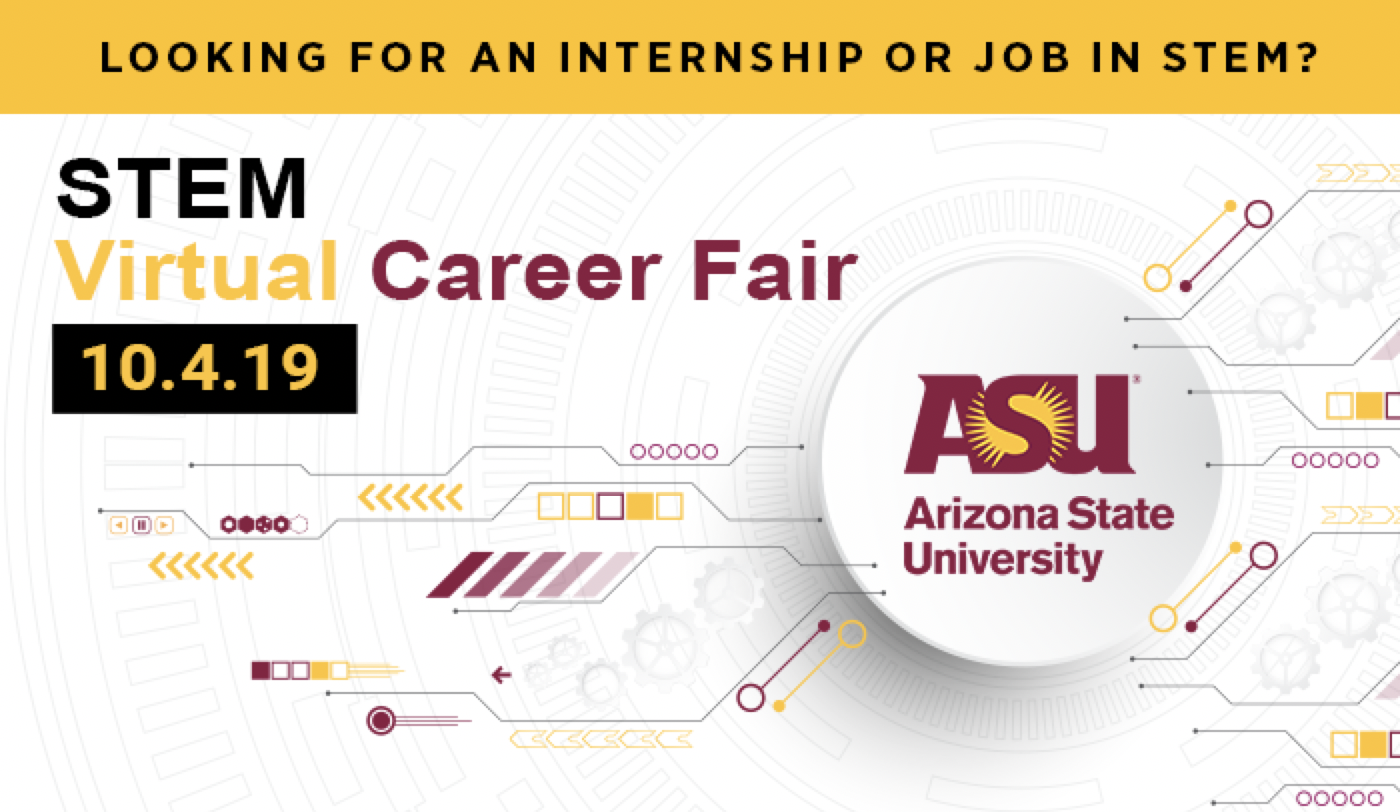 LOOKING FOR AN INTERNSHIP OR JOB IN STEM?
STEM
Virtual Career Fair
10.4.19
ASU®
Arizona State
University